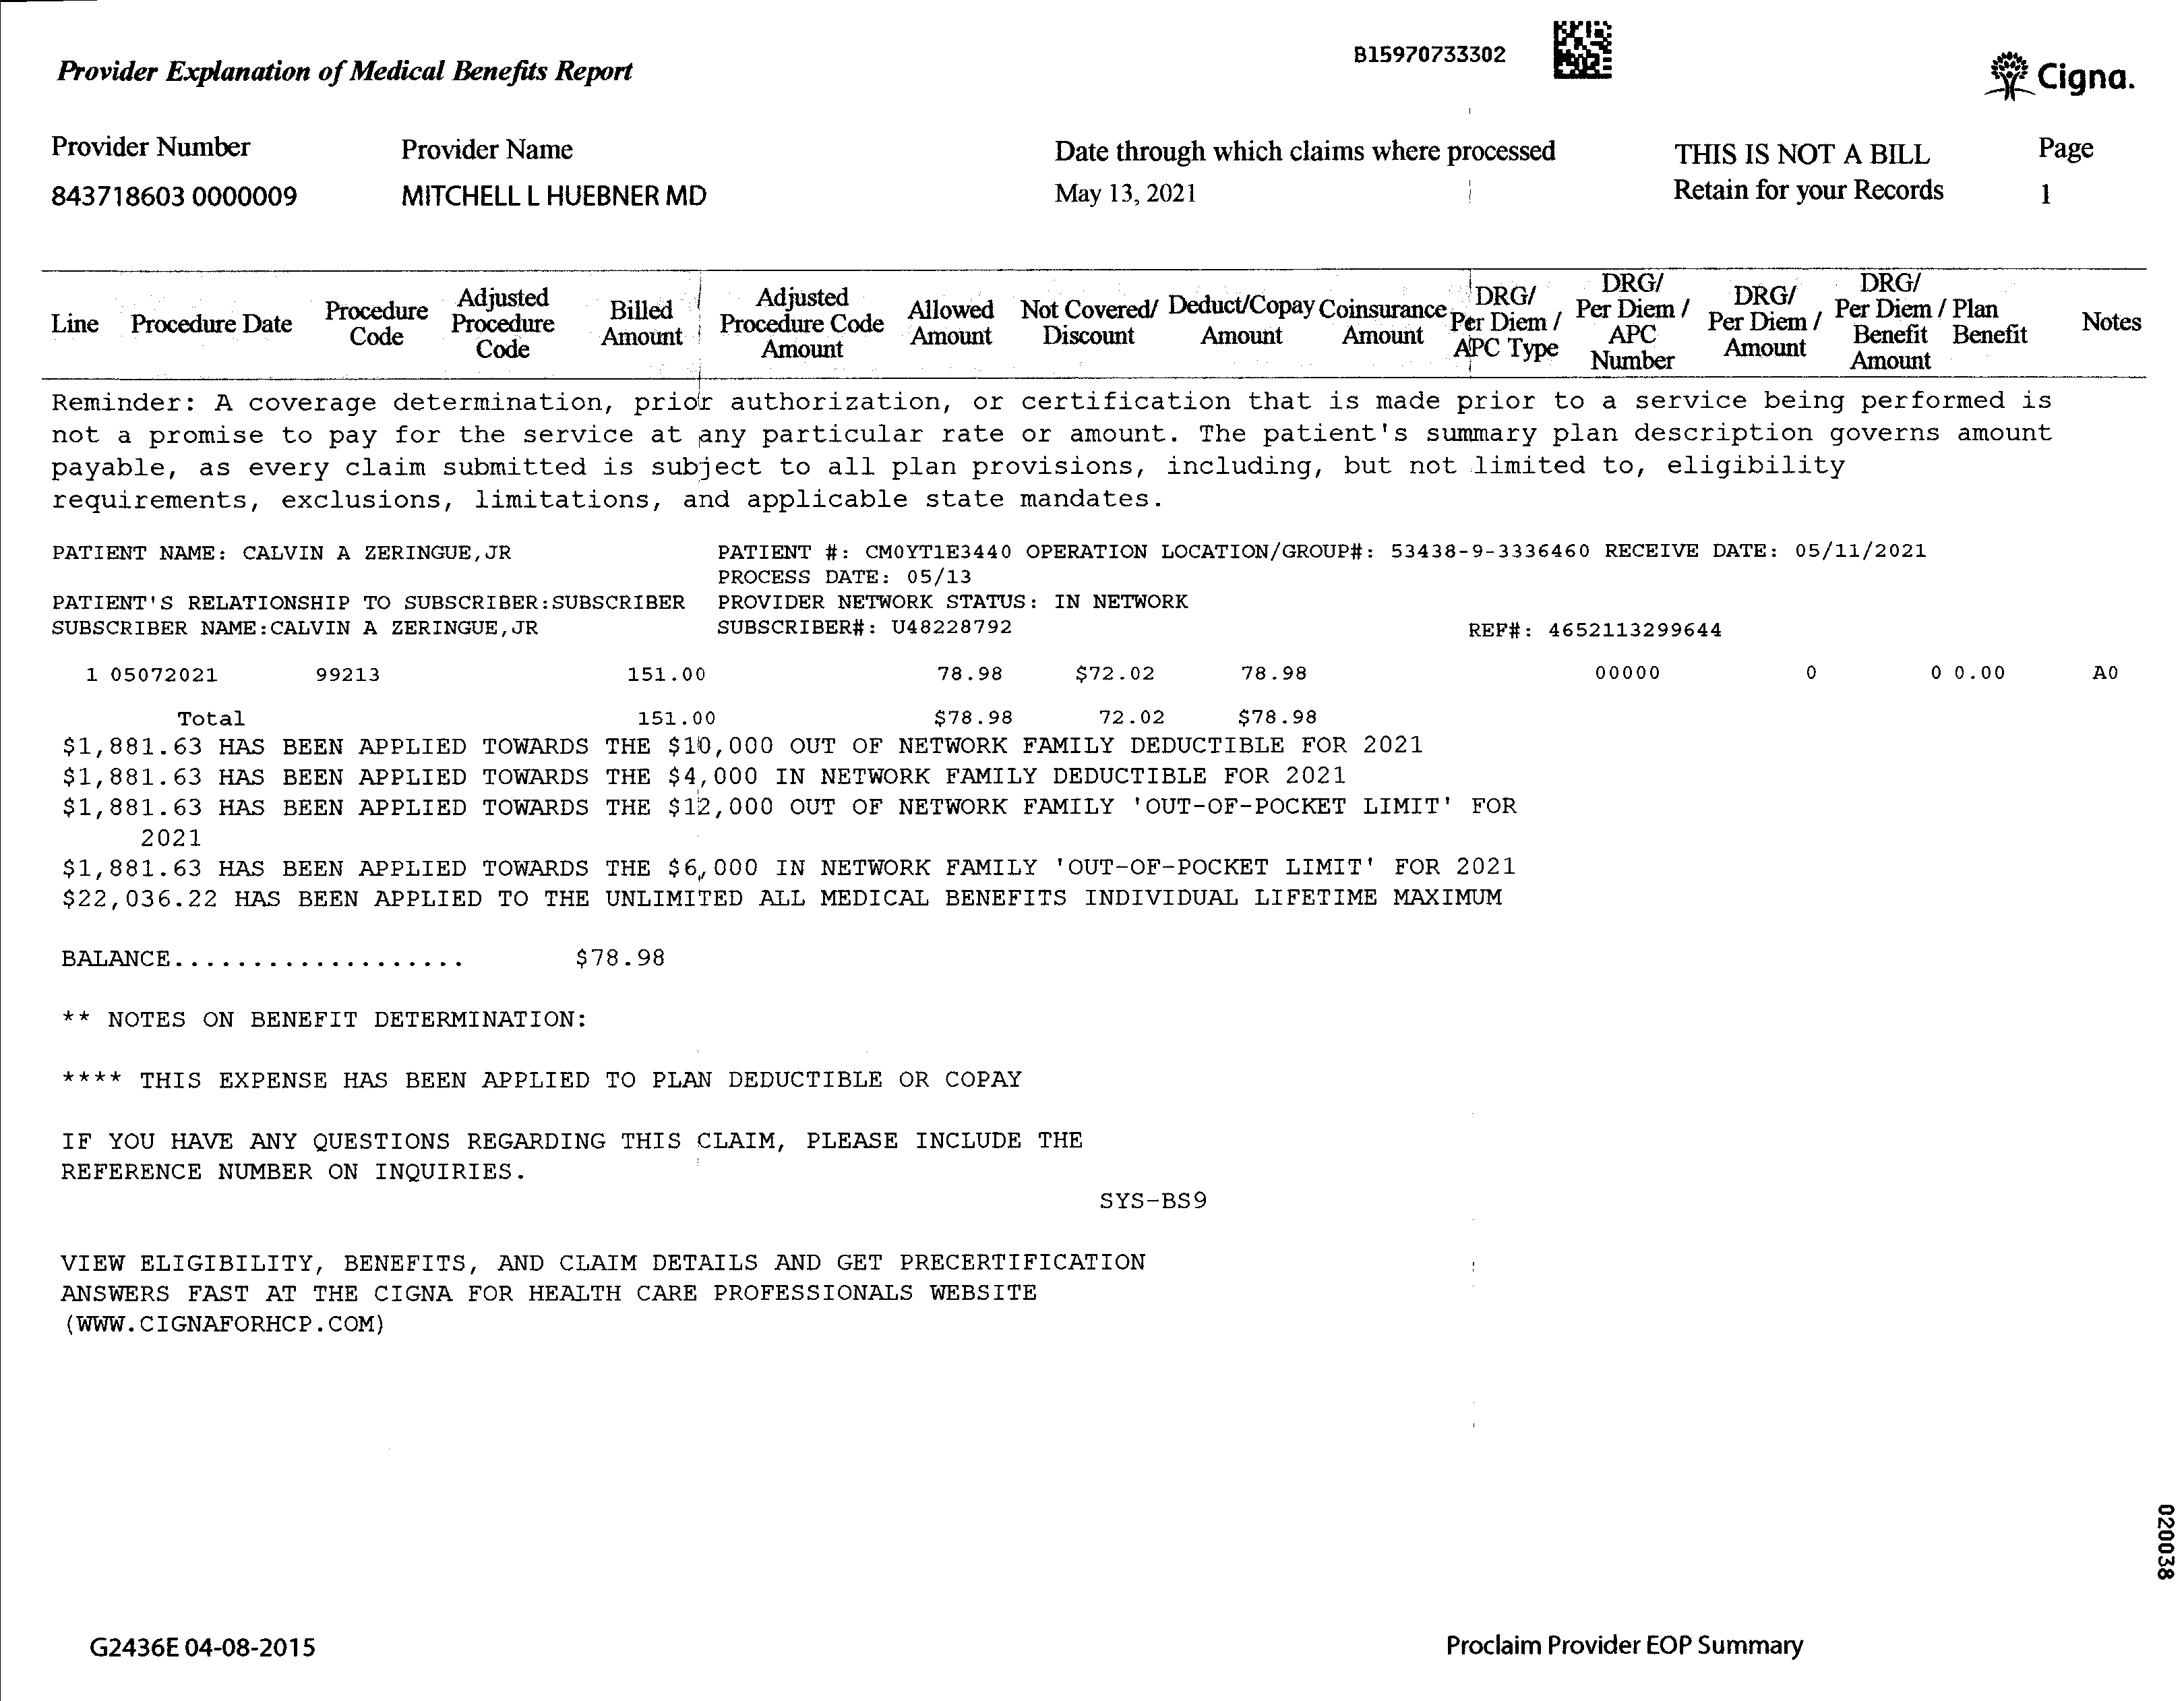 B15970733302
Provider Explanation of Medical Benefits Report
Cigna.
Provider Number Provider Name Date through which claims where processed THIS IS NOT A BILL Page
843718603 0000009 MITCHELL L HUEBNER MD May 13, 2021 Retain for your Records 1
Line Procedure Date Procedure Code Adjusted Procedure Code Billed Amount Adjusted Procedure Code Amount Allowed Amount Not Covered/ Discount Deduct/Copay Amount Coinsurance Amount DRG/ Per Diem / APC Type DRG/ Per Diem / APC Number DRG/ Per Diem / Amount DRG/ Per Diem / Benefit Amount Plan Benefit Notes
Reminder: A coverage determination, prior authorization, or certification that is made prior to a service being performed is
not a promise to pay for the service at any particular rate or amount. The patient's summary plan description governs amount
payable, as every claim submitted is subject to all plan provisions, including, but not limited to, eligibility
requirements, exclusions, limitations, and applicable state mandates.
PATIENT NAME: CALVIN A ZERINGUE,JR PATIENT #: CM0YT1E3440 OPERATION LOCATION/GROUP#: 53438-9-3336460 RECEIVE DATE: 05/11/2021
PROCESS DATE: 05/13
PATIENT'S RELATIONSHIP TO SUBSCRIBER:SUBSCRIBER PROVIDER NETWORK STATUS: IN NETWORK
SUBSCRIBER NAME:CALVIN A ZERINGUE,JR SUBSCRIBER#: U48228792 REF#: 4652113299644
1 05072021 99213 151.00 78.98 $72.02 78.98 00000 0 0 0.00 A0
Total 151.00 $78.98 72.02 $78.98
$1,881.63 HAS BEEN APPLIED TOWARDS THE $10,000 OUT OF NETWORK FAMILY DEDUCTIBLE FOR 2021
$1,881.63 HAS BEEN APPLIED TOWARDS THE $4,000 IN NETWORK FAMILY DEDUCTIBLE FOR 2021
$1,881.63 HAS BEEN APPLIED TOWARDS THE $12,000 OUT OF NETWORK FAMILY 'OUT-OF-POCKET LIMIT' FOR
2021
$1,881.63 HAS BEEN APPLIED TOWARDS THE $6,000 IN NETWORK FAMILY 'OUT-OF-POCKET LIMIT' FOR 2021
$22,036.22 HAS BEEN APPLIED TO THE UNLIMITED ALL MEDICAL BENEFITS INDIVIDUAL LIFETIME MAXIMUM
BALANCE................... $78.98
** NOTES ON BENEFIT DETERMINATION:
**** THIS EXPENSE HAS BEEN APPLIED TO PLAN DEDUCTIBLE OR COPAY
IF YOU HAVE ANY QUESTIONS REGARDING THIS CLAIM, PLEASE INCLUDE THE
REFERENCE NUMBER ON INQUIRIES.
SYS-BS9
VIEW ELIGIBILITY, BENEFITS, AND CLAIM DETAILS AND GET PRECERTIFICATION
ANSWERS FAST AT THE CIGNA FOR HEALTH CARE PROFESSIONALS WEBSITE
(WWW.CIGNAFORHCP.COM)
020038
G2436E 04-08-2015 Proclaim Provider EOP Summary